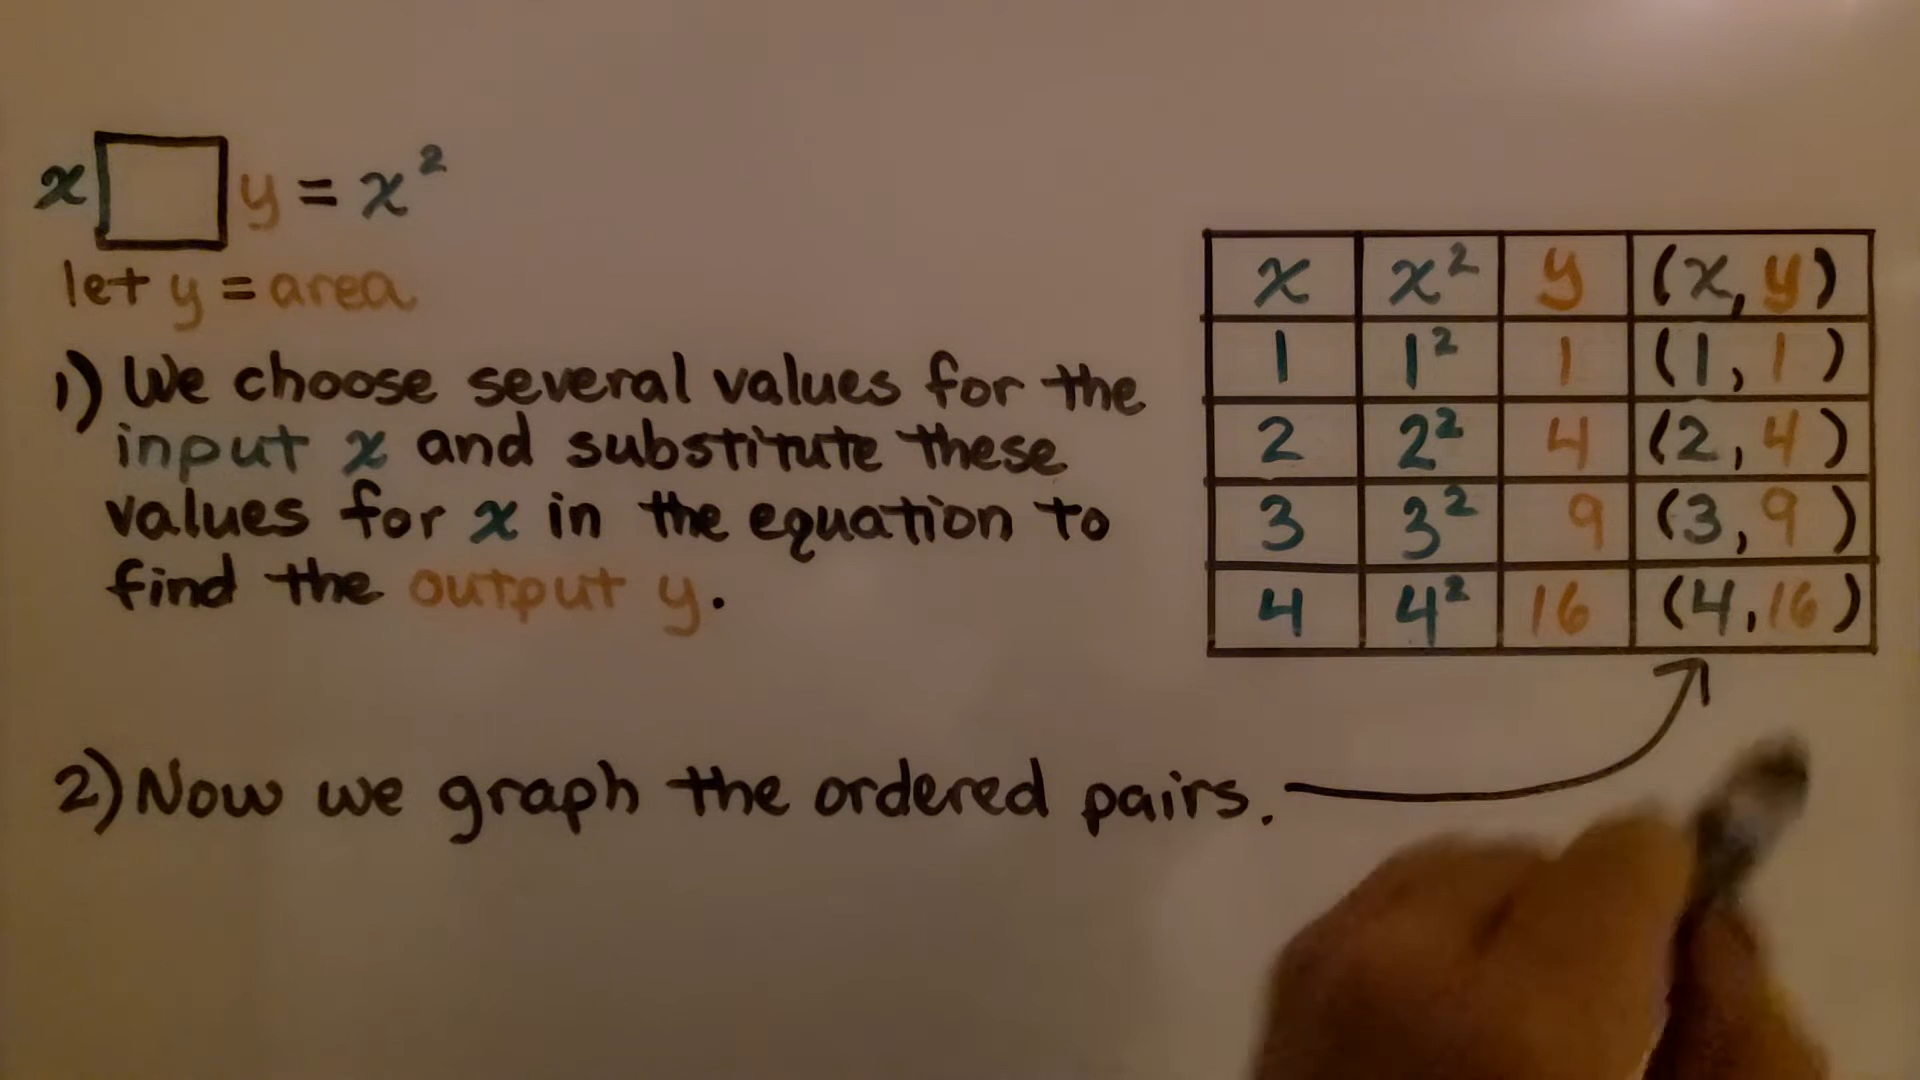 x y = x²
let y = area
1) We choose several values for the
input x and substitute these
values for x in the equation to
find the output y.
x x² y (x, y)
1 1² 1 (1, 1)
2 2² 4 (2, 4)
3 3² 9 (3, 9)
4 4² 16 (4, 16)
2) Now we graph the ordered pairs.